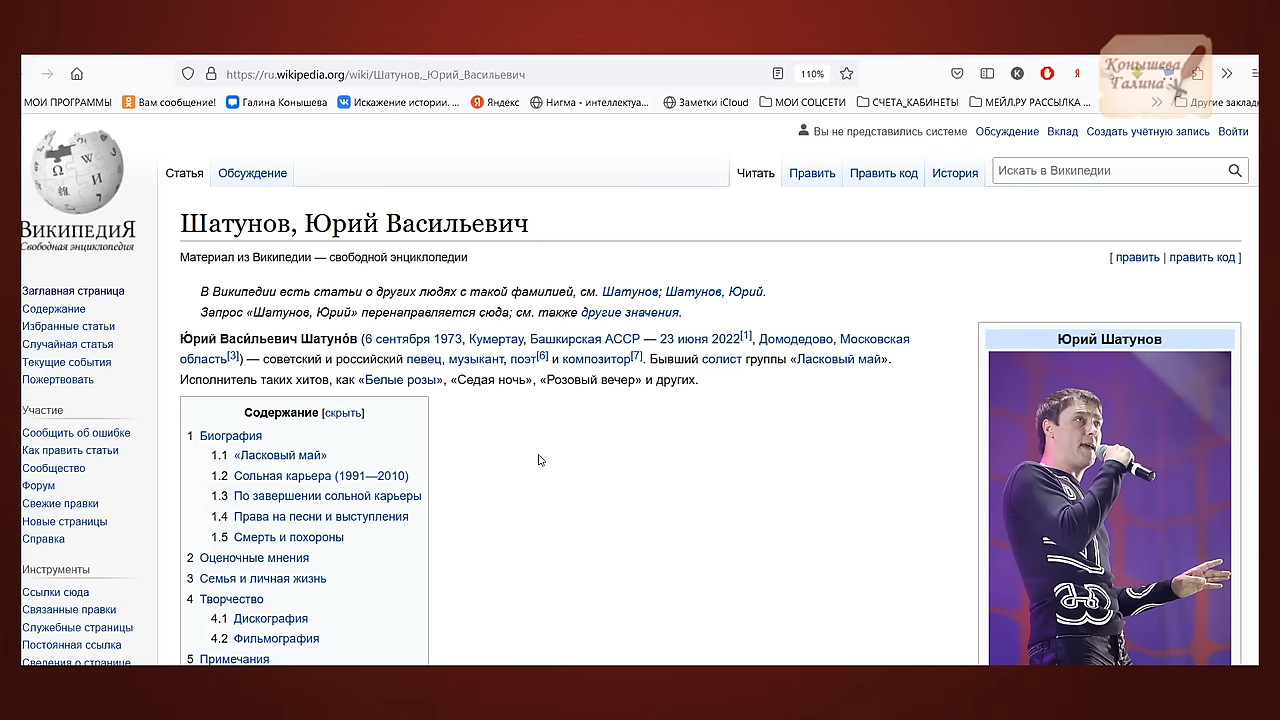 https://ru.wikipedia.org/wiki/Шатунов,_Юрий_Васильевич
110%
K
Я
Конышева
Галина
МОИ ПРОГРАММЫ
Вам сообщение!
Галина Конышева
Искажение истории. ...
Яндекс
Нигма - интеллектуа...
Заметки iCloud
МОИ СОЦСЕТИ
СЧЕТА_КАБИНЕТЫ
МЕЙЛ.РУ РАССЫЛКА ...
Другие заклад
Вы не представились системе Обсуждение Вклад Создать учётную запись Войти
Статья Обсуждение Читать Править Править код История Искать в Википедии
ВИКИПЕДИЯ
Свободная энциклопедия
Шатунов, Юрий Васильевич
Материал из Википедии — свободной энциклопедии
[ править | править код ]
В Википедии есть статьи о других людях с такой фамилией, см. Шатунов; Шатунов, Юрий.
Запрос «Шатунов, Юрий» перенаправляется сюда; см. также другие значения.
Ю́рий Васи́льевич Шатуно́в (6 сентября 1973, Кумертау, Башкирская АССР — 23 июня 2022[1], Домодедово, Московская
область[3]) — советский и российский певец, музыкант, поэт[6] и композитор[7]. Бывший солист группы «Ласковый май».
Исполнитель таких хитов, как «Белые розы», «Седая ночь», «Розовый вечер» и других.
Содержание [скрыть]
1 Биография
1.1 «Ласковый май»
1.2 Сольная карьера (1991—2010)
1.3 По завершении сольной карьеры
1.4 Права на песни и выступления
1.5 Смерть и похороны
2 Оценочные мнения
3 Семья и личная жизнь
4 Творчество
4.1 Дискография
4.2 Фильмография
5 Примечания
Юрий Шатунов
Заглавная страница
Содержание
Избранные статьи
Случайная статья
Текущие события
Пожертвовать
Участие
Сообщить об ошибке
Как править статьи
Сообщество
Форум
Свежие правки
Новые страницы
Справка
Инструменты
Ссылки сюда
Связанные правки
Служебные страницы
Постоянная ссылка
Сведения о странице